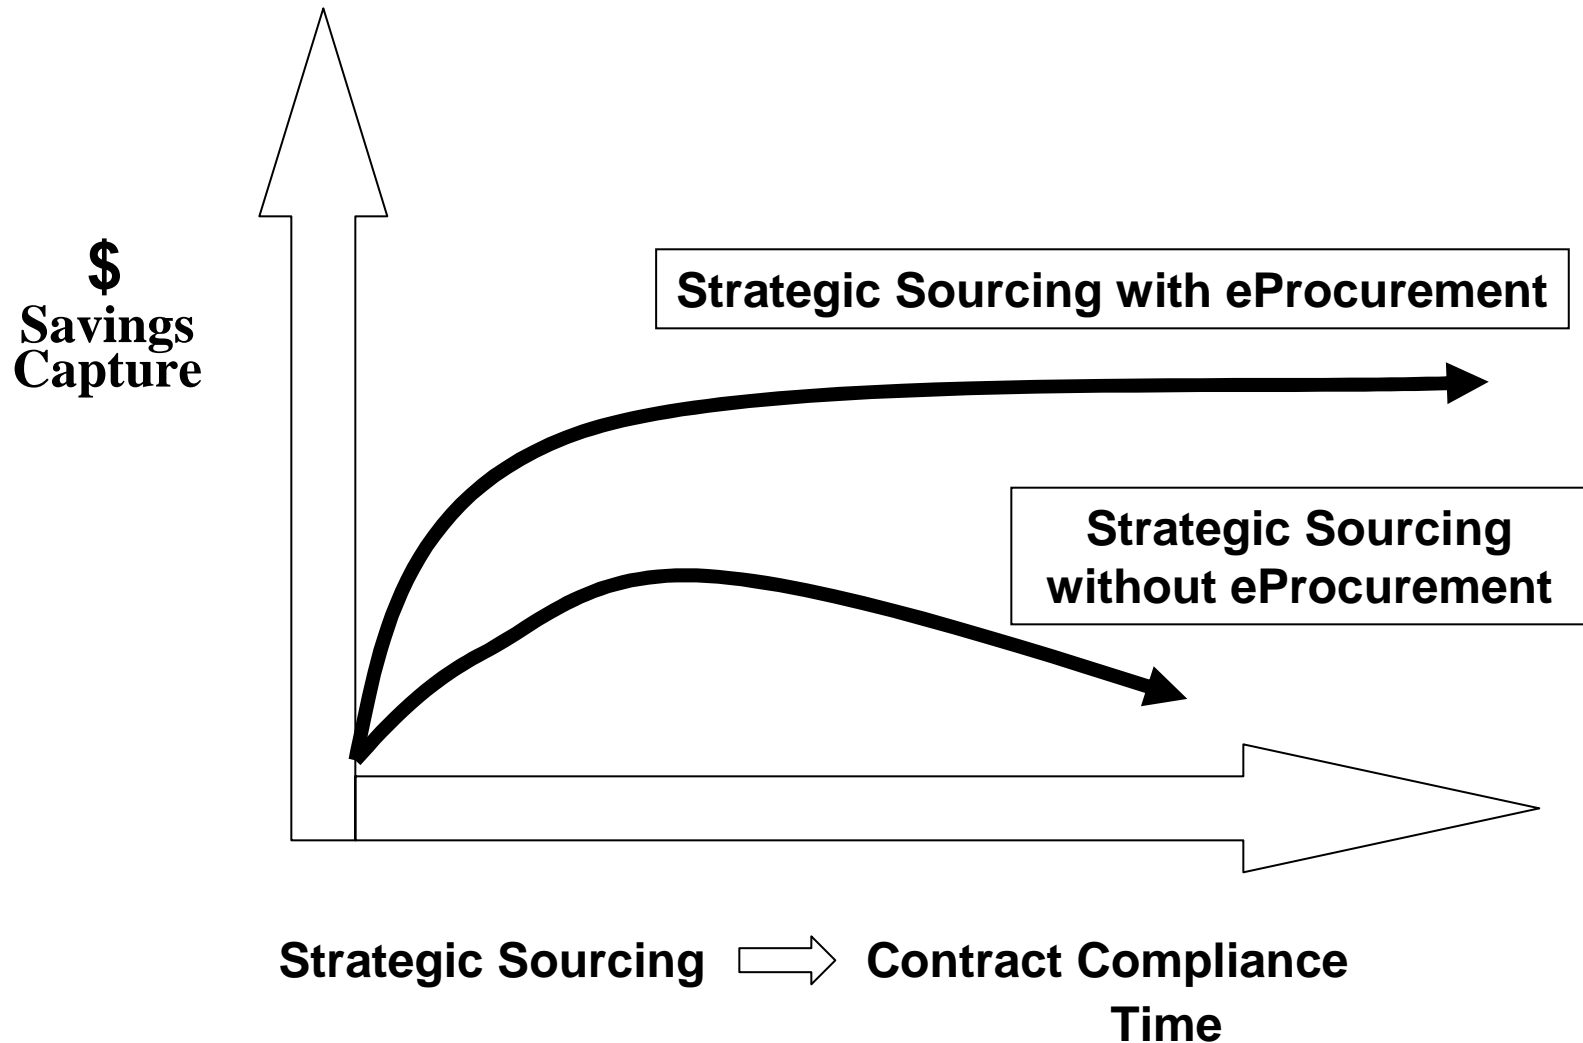 $
Savings
Capture
Strategic Sourcing with eProcurement
Strategic Sourcing
without eProcurement
Strategic Sourcing
Contract Compliance
Time